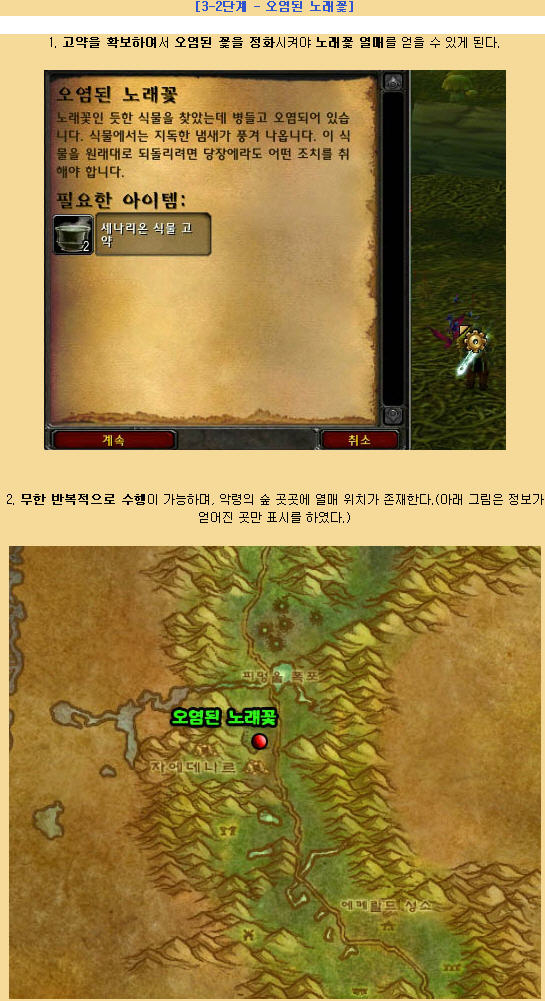 [3-2단계 - 오염된 노래꽃]
1. 고약을 확보하여서 오염된 꽃을 정화시켜야 노래꽃 열매를 얻을 수 있게 된다.
오염된 노래꽃
노래꽃인 듯한 식물을 찾았는데 병들고 오염되어 있습
니다. 식물에서는 지독한 냄새가 풍겨 나옵니다. 이 식
물을 원래대로 되돌리려면 당장에라도 어떤 조치를 취
해야 합니다.
필요한 아이템:
2
세나리온 식물 고
약
계속
취소
2. 무한 반복적으로 수행이 가능하며, 악령의 숲 곳곳에 열매 위치가 존재한다.(아래 그림은 정보가
얻어진 곳만 표시를 하였다.)
피멍울 폭포
오염된 노래꽃
자에데나르
에메랄드 성소